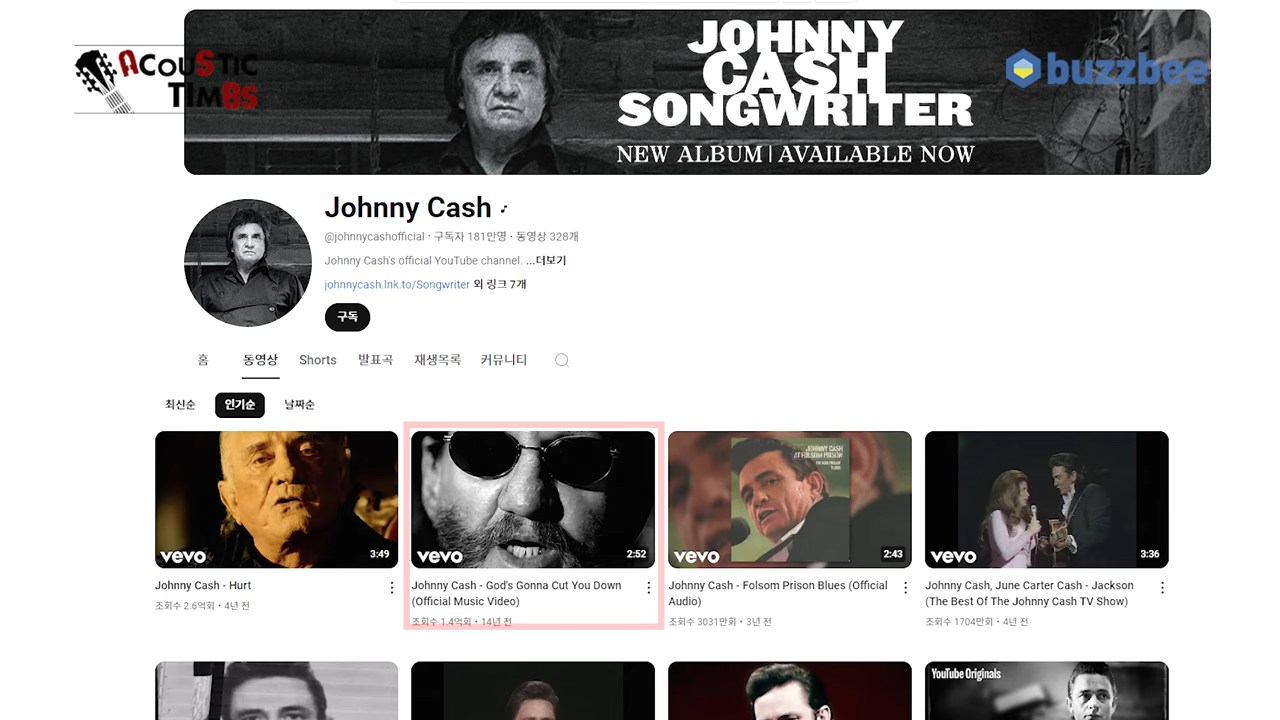 AcouStic
TIMes
JOHNNY
CASH
SONGWRITER
NEW ALBUM | AVAILABLE NOW
buzzbee
Johnny Cash
@johnnycashofficial · 구독자 181만명 · 동영상 328개
Johnny Cash's official YouTube channel. ...더보기
johnnycash.lnk.to/Songwriter 외 링크 7개
구독
홈 동영상 Shorts 발표곡 재생목록 커뮤니티
최신순 인기순 날짜순
vevo 3:49
vevo 2:52
JOHNNY CASH
AT FOLSOM PRISON
vevo 2:43
vevo 3:36
Johnny Cash - Hurt
조회수 2.6억회 · 4년 전
Johnny Cash - God's Gonna Cut You Down
(Official Music Video)
조회수 1.4억회 · 14년 전
Johnny Cash - Folsom Prison Blues (Official
Audio)
조회수 3031만회 · 3년 전
Johnny Cash, June Carter Cash - Jackson
(The Best Of The Johnny Cash TV Show)
조회수 1704만회 · 4년 전
YouTube Originals